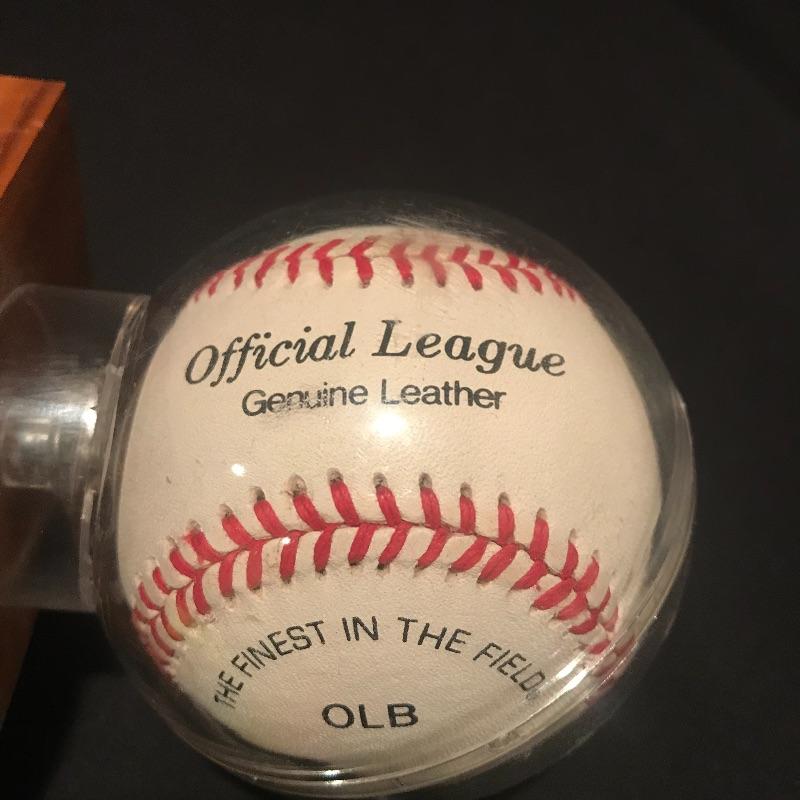 Official League
Genuine Leather
THE FINEST IN THE FIELD
OLB